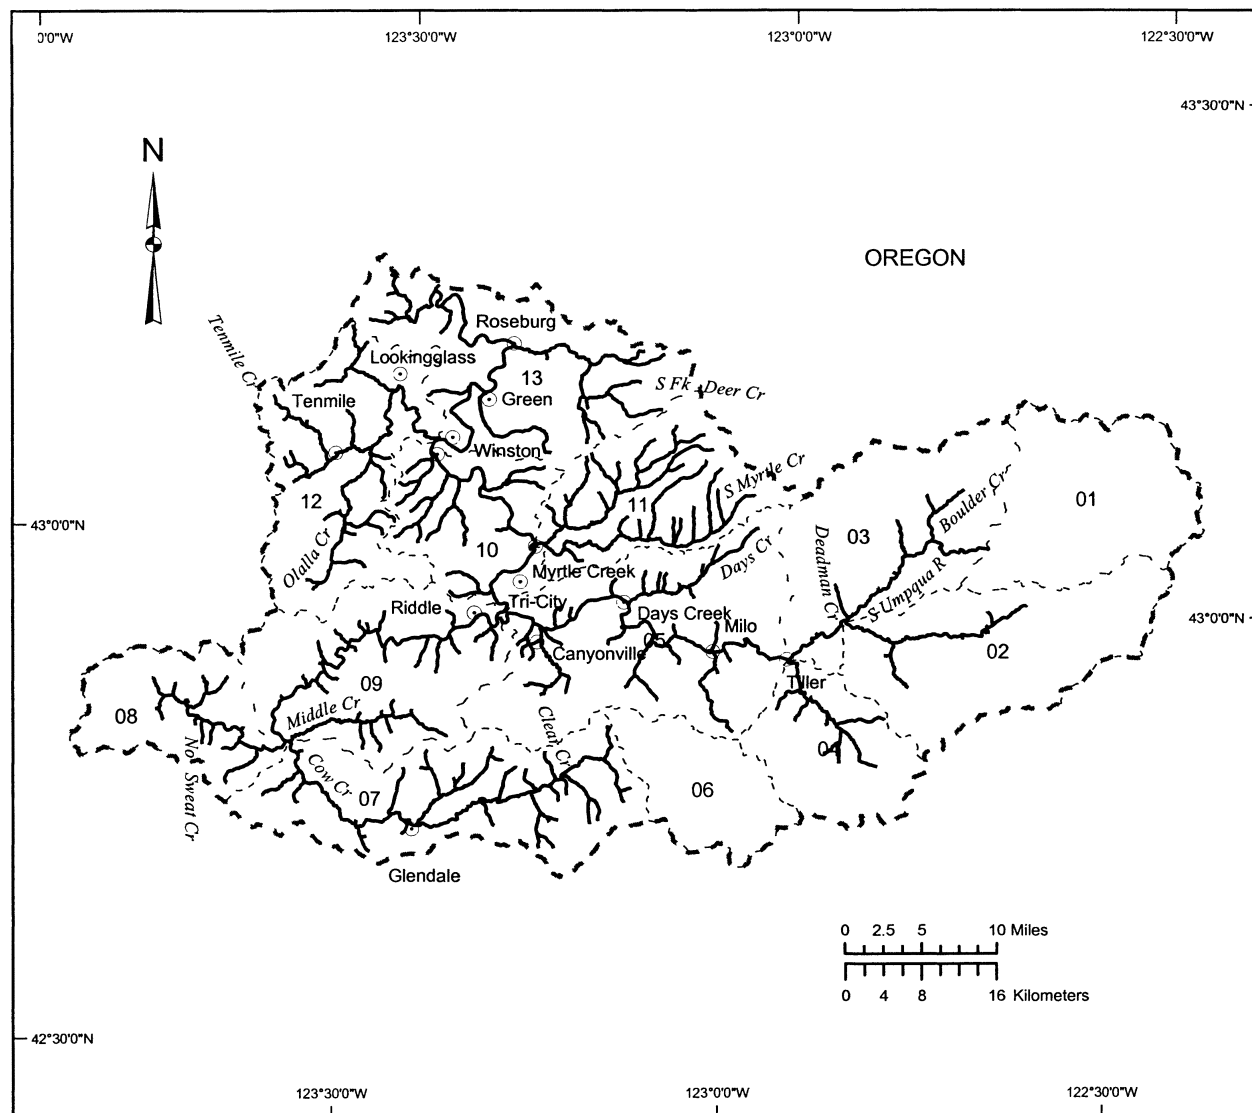 0'0"W
123°30'0"W
123°0'0"W
122°30'0"W
43°30'0"N
N
OREGON
Tenmile Cr
Roseburg
Lookingglass
13
S Fk Deer Cr
Tenmile
Green
Winston
S Myrtle Cr
12
11
Boulder Cr
01
43°0'0"N
03
Deadman Cr
Olalla Cr
10
Days Cr
Myrtle Creek
S Umpqua R
Riddle
Tri-City
Days Creek
Milo
43°0'0"N
05
Canyonville
02
Tiller
09
08
Middle Cr
Clear Cr
04
No Sweat Cr
Cow Cr
07
06
Glendale
0 2.5 5 10 Miles
0 4 8 16 Kilometers
42°30'0"N
123°30'0"W
123°0'0"W
122°30'0"W